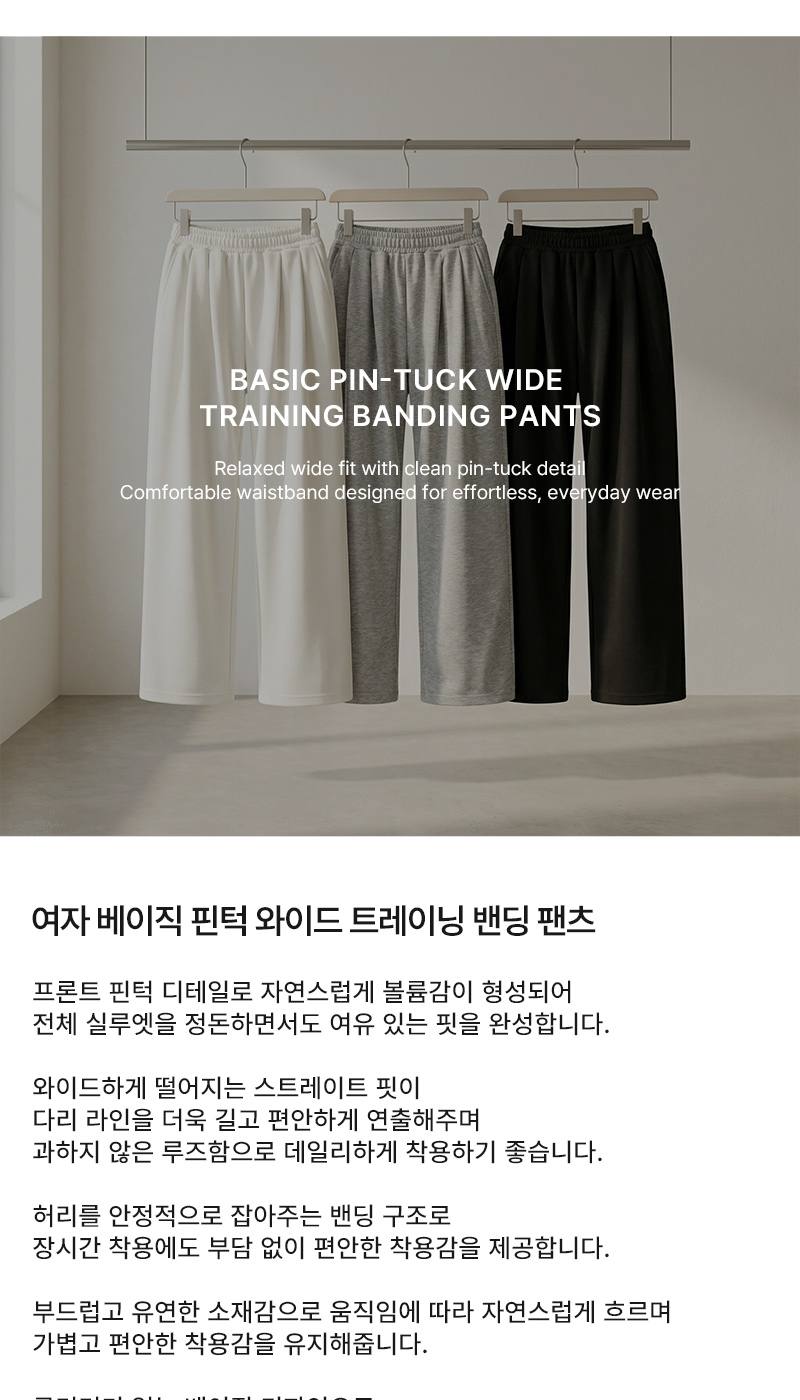 BASIC PIN-TUCK WIDE
TRAINING BANDING PANTS
Relaxed wide fit with clean pin-tuck detail
Comfortable waistband designed for effortless, everyday wear
여자 베이직 핀턱 와이드 트레이닝 밴딩 팬츠
프론트 핀턱 디테일로 자연스럽게 볼륨감이 형성되어
전체 실루엣을 정돈하면서도 여유 있는 핏을 완성합니다.
와이드하게 떨어지는 스트레이트 핏이
다리 라인을 더욱 길고 편안하게 연출해주며
과하지 않은 루즈함으로 데일리하게 착용하기 좋습니다.
허리를 안정적으로 잡아주는 밴딩 구조로
장시간 착용에도 부담 없이 편안한 착용감을 제공합니다.
부드럽고 유연한 소재감으로 움직임에 따라 자연스럽게 흐르며
가볍고 편안한 착용감을 유지해줍니다.